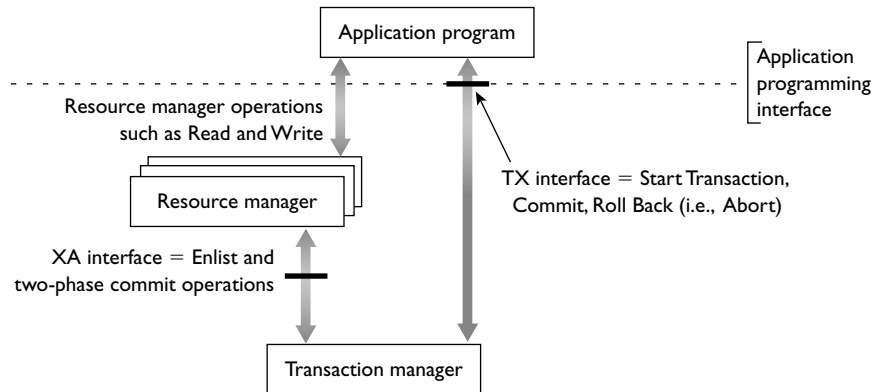 Application program
Application
programming
interface
Resource manager operations
such as Read and Write
TX interface = Start Transaction,
Commit, Roll Back (i.e., Abort)
Resource manager
XA interface = Enlist and
two-phase commit operations
Transaction manager